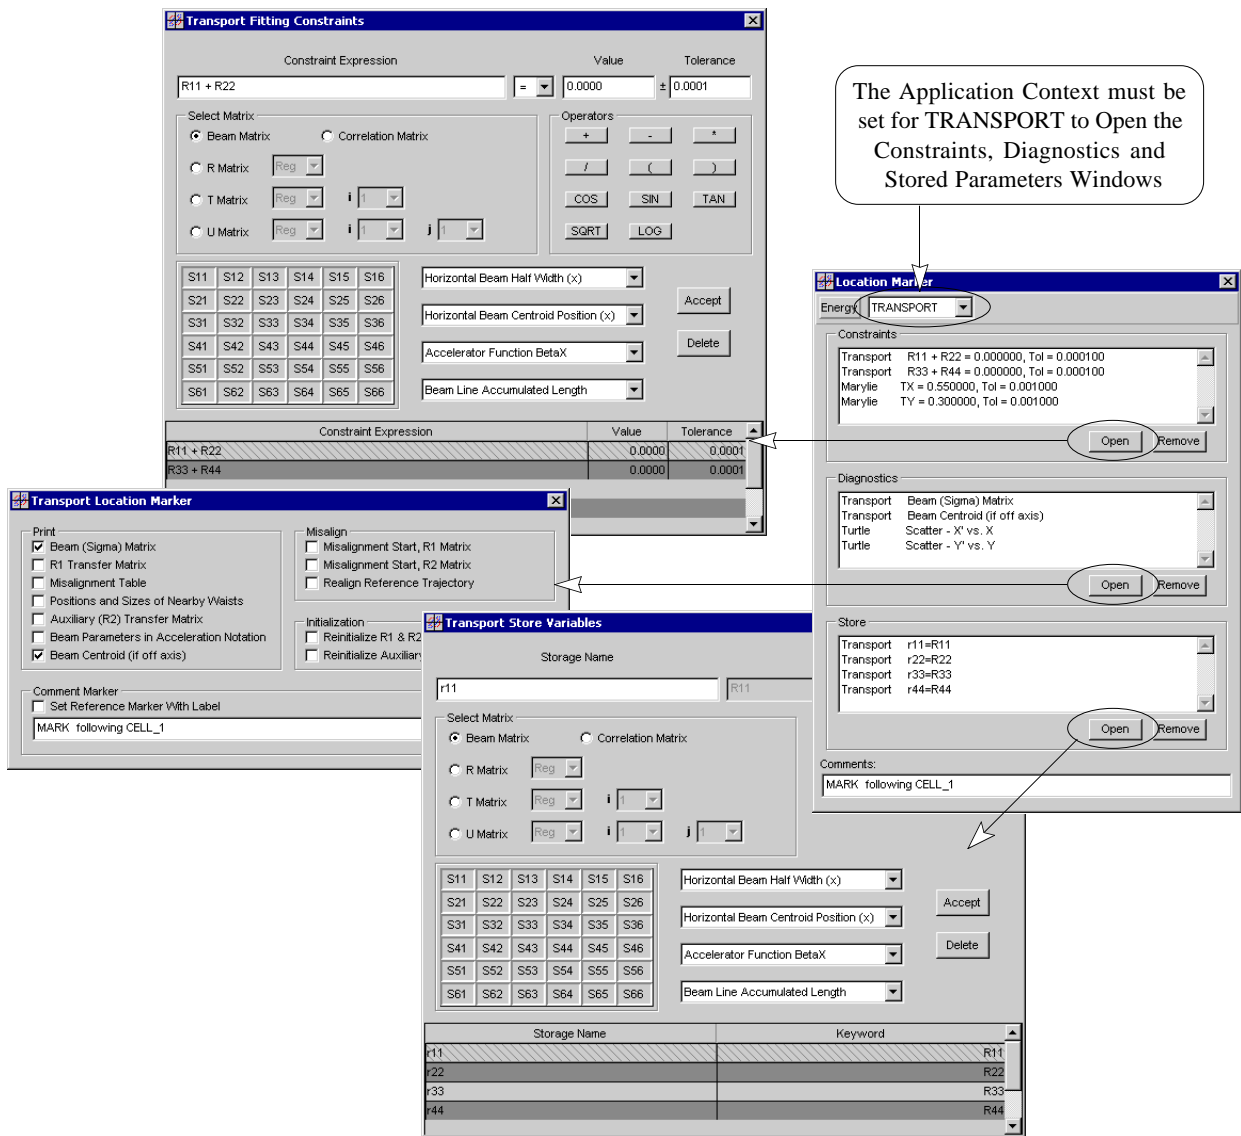 Transport Fitting Constraints
Constraint Expression Value Tolerance
R11 + R22 = 0.0000 ± 0.0001
Select Matrix
Beam Matrix Correlation Matrix
R Matrix Reg
T Matrix Reg i 1
U Matrix Reg i 1 j 1
Operators
+ - *
/ ( )
COS SIN TAN
SQRT LOG
S11 S12 S13 S14 S15 S16
S21 S22 S23 S24 S25 S26
S31 S32 S33 S34 S35 S36
S41 S42 S43 S44 S45 S46
S51 S52 S53 S54 S55 S56
S61 S62 S63 S64 S65 S66
Horizontal Beam Half Width (x)
Horizontal Beam Centroid Position (x)
Accelerator Function BetaX
Beam Line Accumulated Length
Accept
Delete
Constraint Expression Value Tolerance
R11 + R22 0.0000 0.0001
R33 + R44 0.0000 0.0001
The Application Context must be
set for TRANSPORT to Open the
Constraints, Diagnostics and
Stored Parameters Windows
Location Marker
Energy TRANSPORT
Constraints
Transport R11 + R22 = 0.000000, Tol = 0.000100
Transport R33 + R44 = 0.000000, Tol = 0.000100
Marylie TX = 0.550000, Tol = 0.001000
Marylie TY = 0.300000, Tol = 0.001000
Open Remove
Diagnostics
Transport Beam (Sigma) Matrix
Transport Beam Centroid (if off axis)
Turtle Scatter - X' vs. X
Turtle Scatter - Y' vs. Y
Open Remove
Store
Transport r11=R11
Transport r22=R22
Transport r33=R33
Transport r44=R44
Open Remove
Comments:
MARK following CELL_1
Transport Location Marker
Print
Beam (Sigma) Matrix
R1 Transfer Matrix
Misalignment Table
Positions and Sizes of Nearby Waists
Auxiliary (R2) Transfer Matrix
Beam Parameters in Acceleration Notation
Beam Centroid (if off axis)
Misalign
Misalignment Start, R1 Matrix
Misalignment Start, R2 Matrix
Realign Reference Trajectory
Initialization
Reinitialize R1 & R2
Reinitialize Auxiliary
Comment Marker
Set Reference Marker With Label
MARK following CELL_1
Transport Store Variables
Storage Name
r11 R11
Select Matrix
Beam Matrix Correlation Matrix
R Matrix Reg
T Matrix Reg i 1
U Matrix Reg i 1 j 1
S11 S12 S13 S14 S15 S16
S21 S22 S23 S24 S25 S26
S31 S32 S33 S34 S35 S36
S41 S42 S43 S44 S45 S46
S51 S52 S53 S54 S55 S56
S61 S62 S63 S64 S65 S66
Horizontal Beam Half Width (x)
Horizontal Beam Centroid Position (x)
Accelerator Function BetaX
Beam Line Accumulated Length
Accept
Delete
Storage Name Keyword
r11 R11
r22 R22
r33 R33
r44 R44